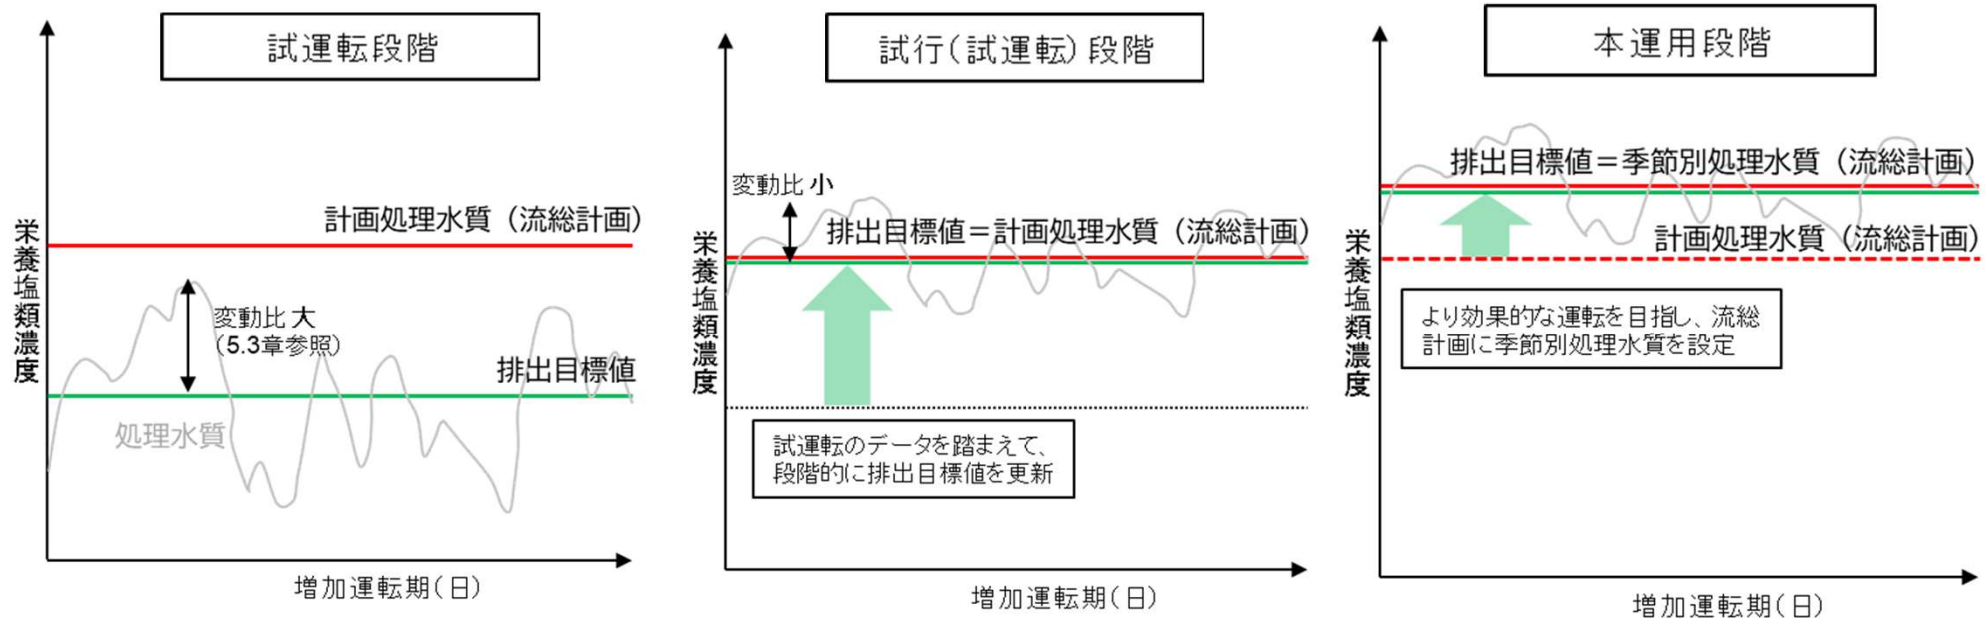 試運転段階
栄養塩類濃度
計画処理水質（流総計画）
変動比 大
（5.3章参照）
排出目標値
処理水質
増加運転期（日）
試行（試運転）段階
栄養塩類濃度
変動比 小
排出目標値＝計画処理水質（流総計画）
試運転のデータを踏まえて、
段階的に排出目標値を更新
増加運転期（日）
本運用段階
栄養塩類濃度
排出目標値＝季節別処理水質（流総計画）
計画処理水質（流総計画）
より効果的な運転を目指し、流総
計画に季節別処理水質を設定
増加運転期（日）